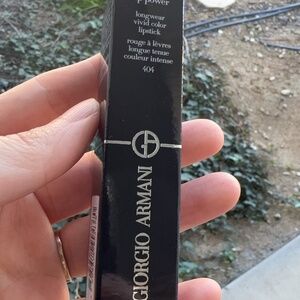 p power
longwear
vivid color
lipstick
rouge à lèvres
longue tenue
couleur intense
404
GIORGIO ARMANI